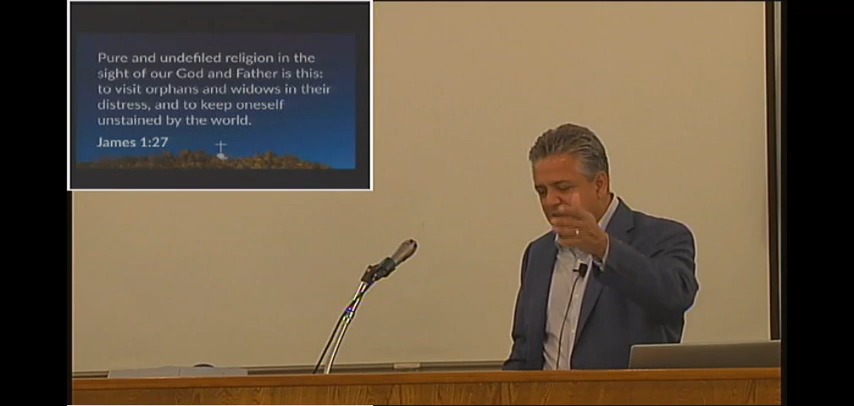 Pure and undefiled religion in the
sight of our God and Father is this:
to visit orphans and widows in their
distress, and to keep oneself
unstained by the world.
James 1:27